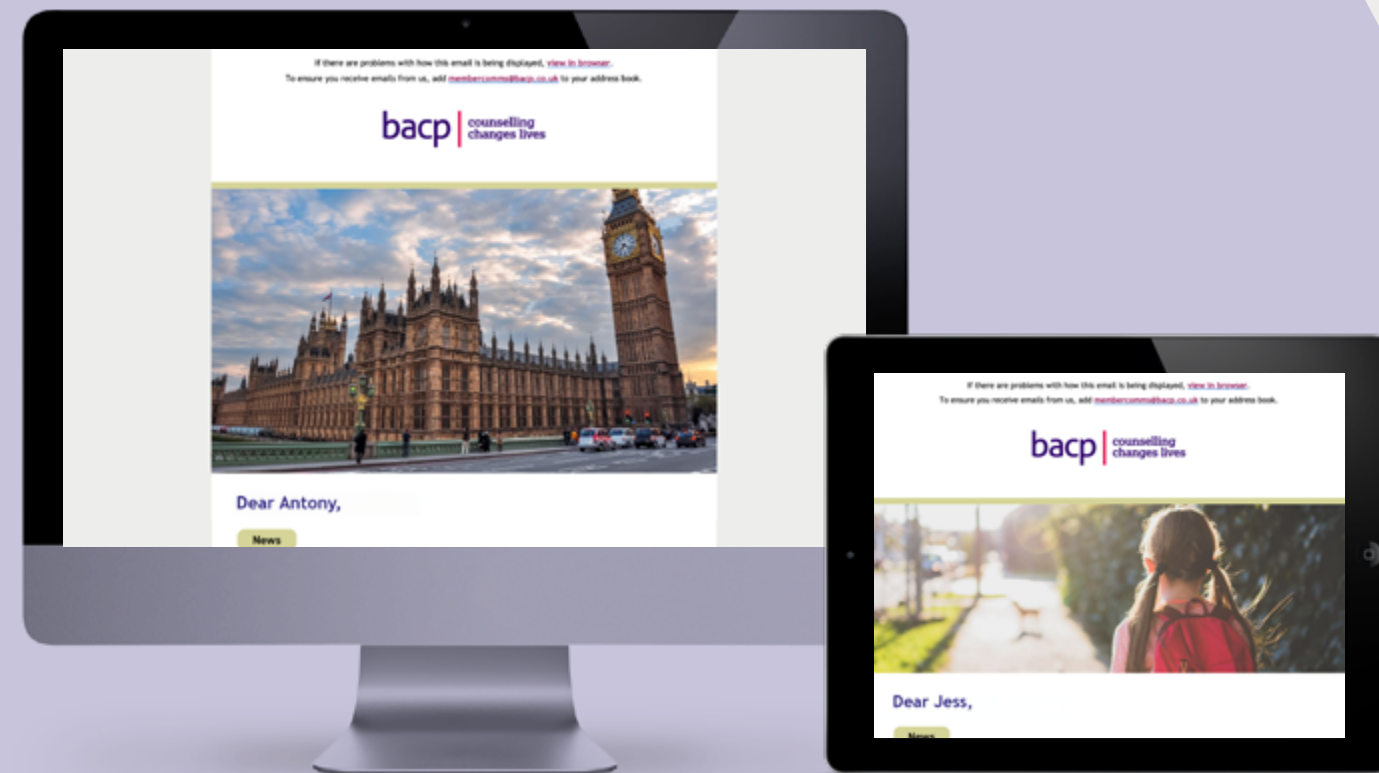 If there are problems with how this email is being displayed, view in browser.
To ensure you receive emails from us, add membercomms@bacp.co.uk to your address book.
bacp | counselling
changes lives
Dear Antony,
News
If there are problems with how this email is being displayed, view in browser.
To ensure you receive emails from us, add membercomms@bacp.co.uk to your address book.
bacp | counselling
changes lives
Dear Jess,
News